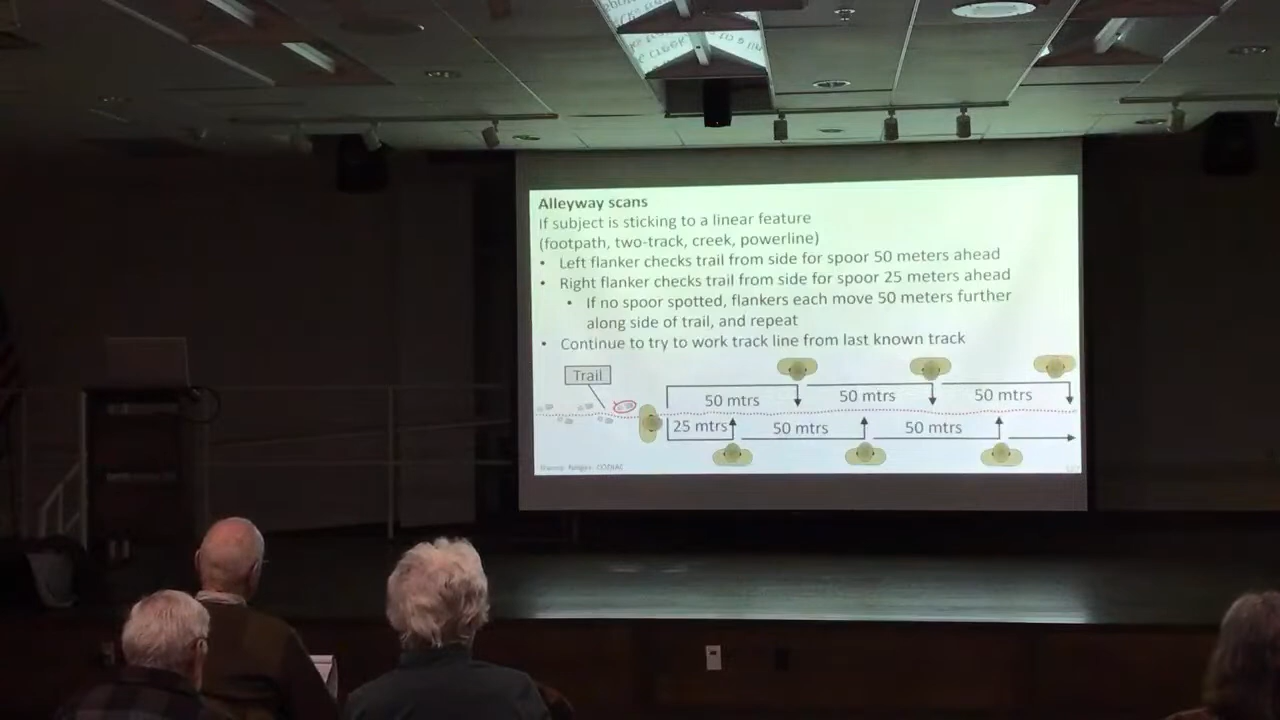 Alleyway scans
If subject is sticking to a linear feature
(footpath, two-track, creek, powerline)
• Left flanker checks trail from side for spoor 50 meters ahead
• Right flanker checks trail from side for spoor 25 meters ahead
• If no spoor spotted, flankers each move 50 meters further
along side of trail, and repeat
• Continue to try to work track line from last known track
Trail
50 mtrs
50 mtrs
50 mtrs
25 mtrs
50 mtrs
50 mtrs